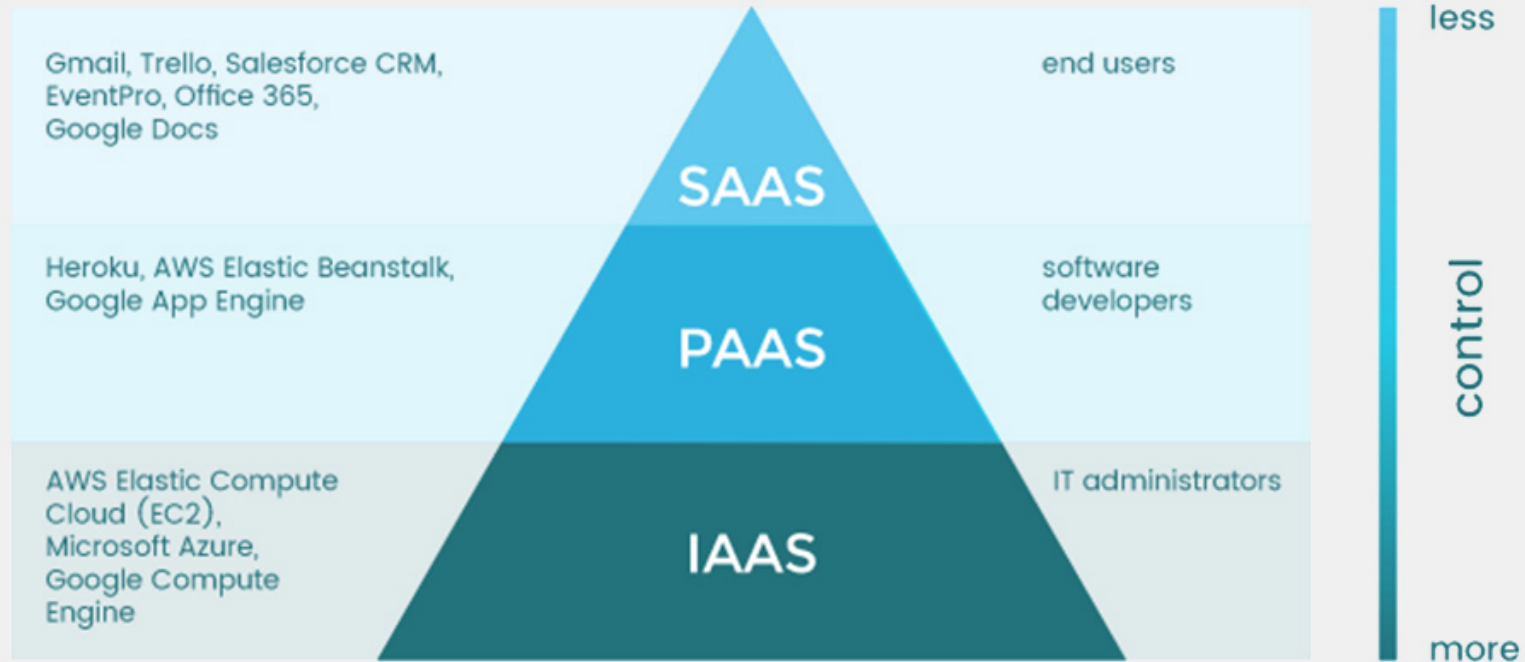 Gmail, Trello, Salesforce CRM,
EventPro, Office 365,
Google Docs
SAAS
end users
less
Heroku, AWS Elastic Beanstalk,
Google App Engine
PAAS
software
developers
control
AWS Elastic Compute
Cloud (EC2),
Microsoft Azure,
Google Compute
Engine
IAAS
IT administrators
more